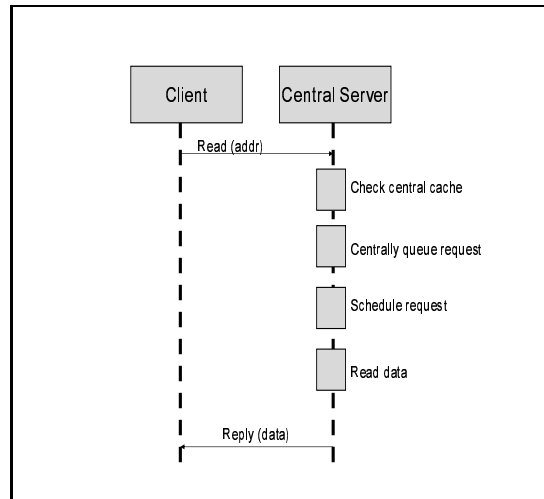 Client
Central Server
Read (addr)
Check central cache
Centrally queue request
Schedule request
Read data
Reply (data)